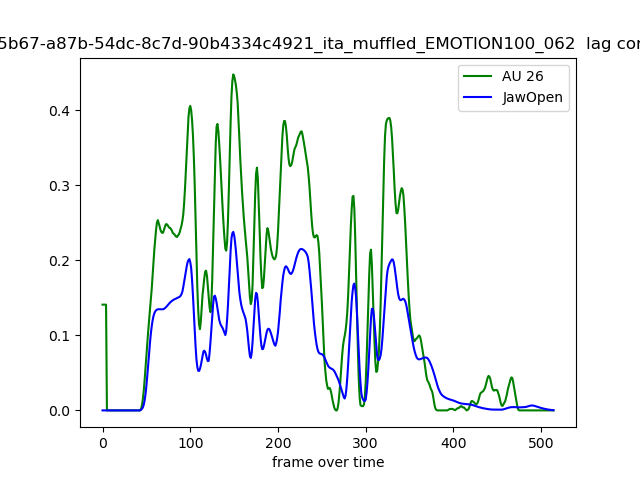 5b67-a87b-54dc-8c7d-90b4334c4921_ita_muffled_EMOTION100_062 lag
AU 26
JawOpen
0.4
0.3
0.2
0.1
0.0
0 100 200 300 400 500
frame over time